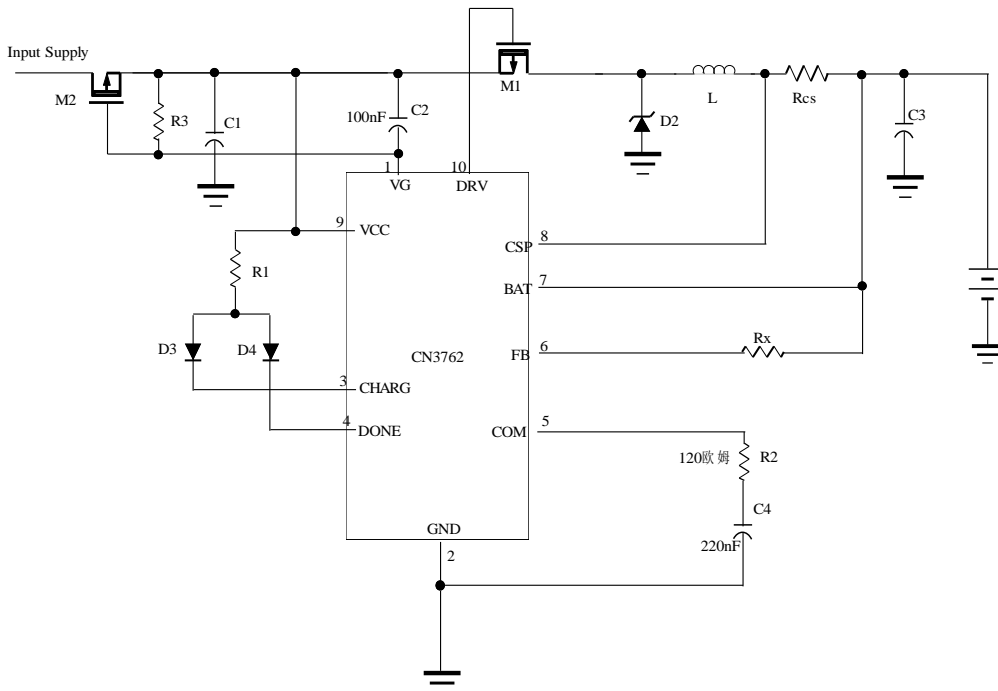 Input Supply
M2
R3
C1
100nF
C2
M1
D2
L
Rcs
C3
1
VG
10
DRV
9
VCC
CSP
8
R1
BAT
7
D3
D4
CN3762
FB
6
Rx
3
CHARG
4
DONE
COM
5
120欧姆
R2
C4
220nF
GND
2